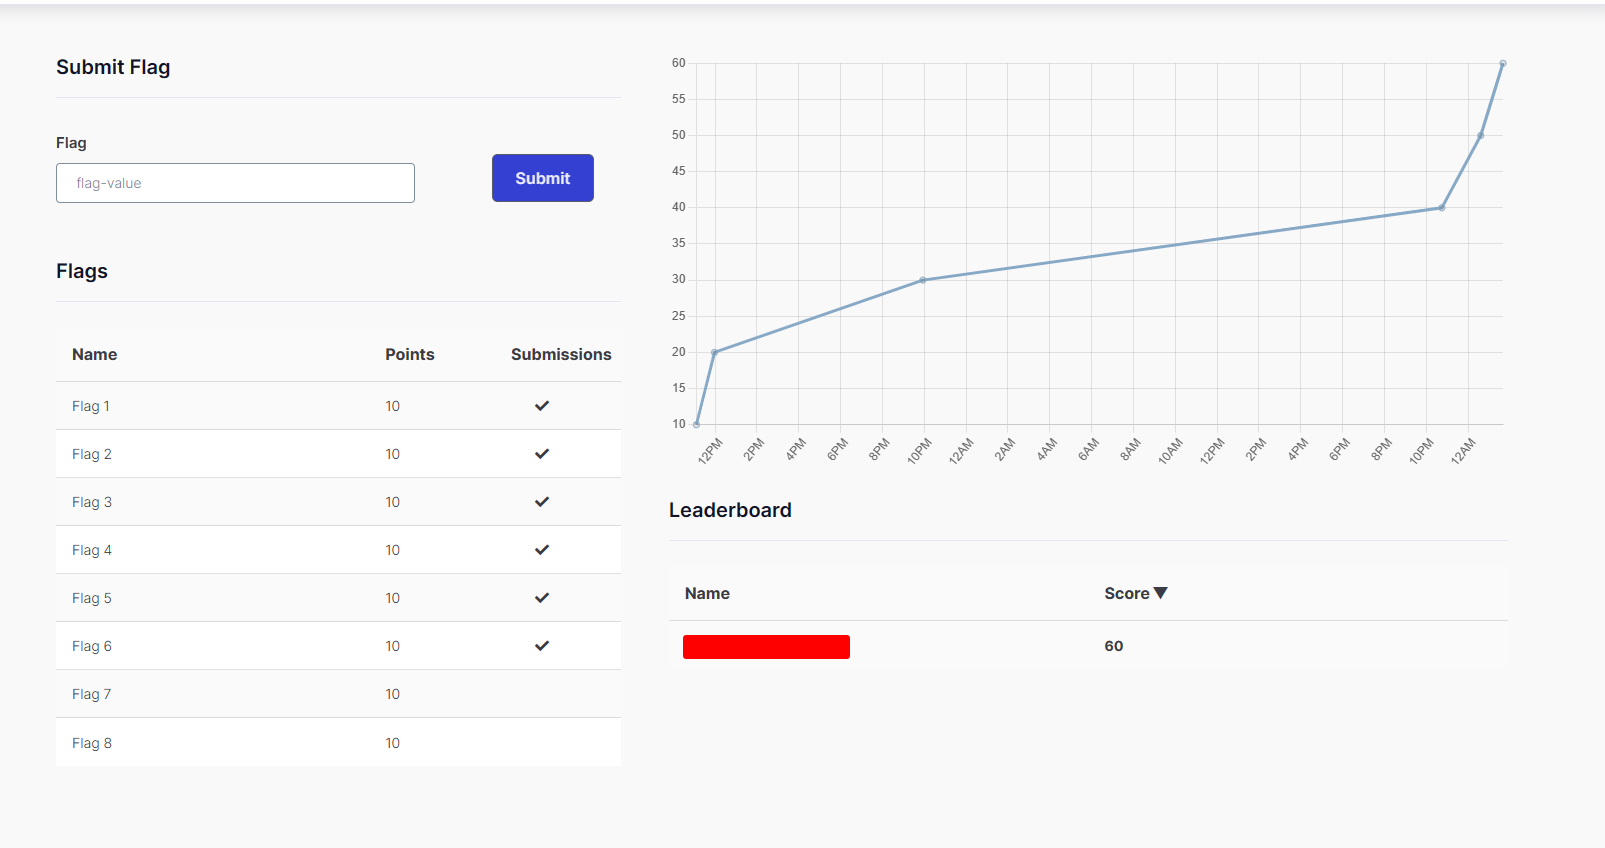 Submit Flag
Flag
flag-value
Submit
Flags
Name Points Submissions
Flag 1 10
Flag 2 10
Flag 3 10
Flag 4 10
Flag 5 10
Flag 6 10
Flag 7 10
Flag 8 10
60
55
50
45
40
35
30
25
20
15
10
12PM 2PM 4PM 6PM 8PM 10PM 12AM 2AM 4AM 6AM 8AM 10AM 12PM 2PM 4PM 6PM 8PM 10PM 12AM
Leaderboard
Name Score ▼
60